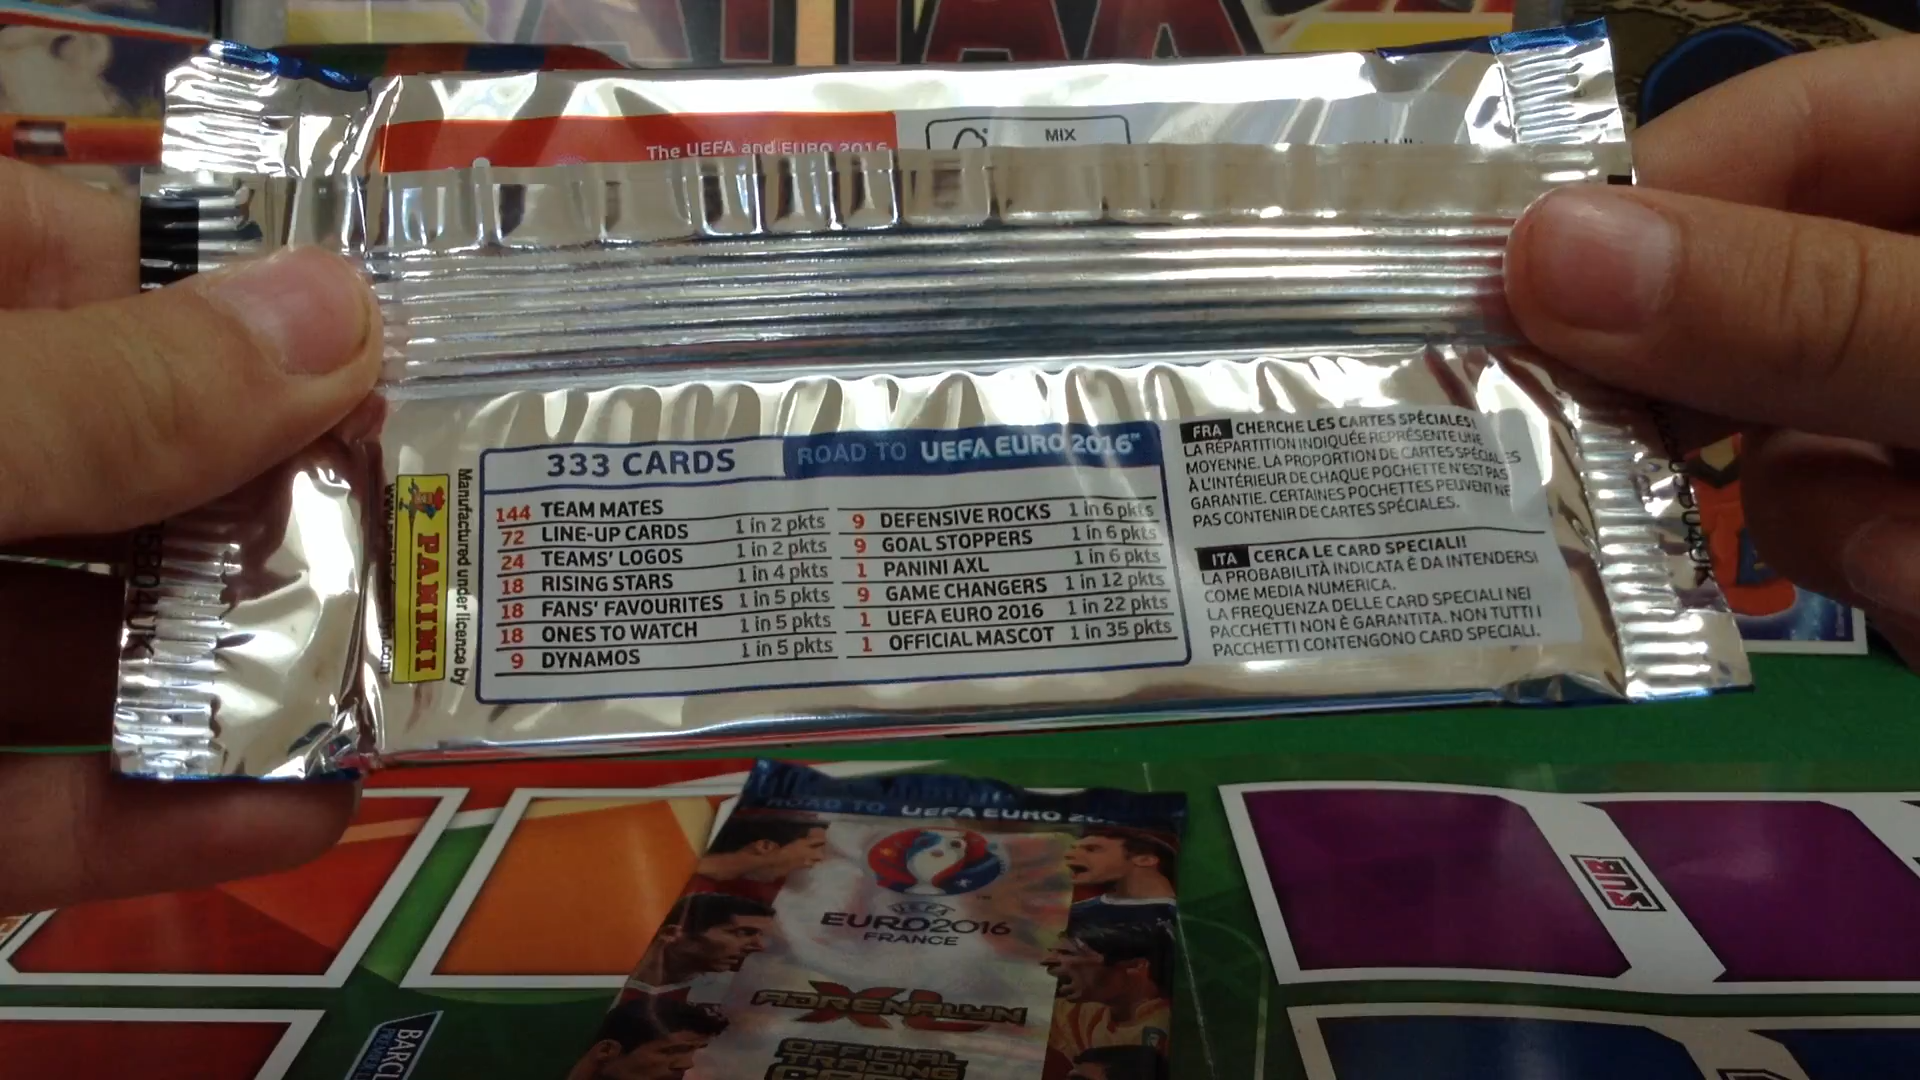 The UEFA and EURO 2016
MIX
333 CARDS
ROAD TO UEFA EURO 2016™
144 TEAM MATES
72 LINE-UP CARDS 1 in 2 pkts
24 TEAMS' LOGOS 1 in 2 pkts
18 RISING STARS 1 in 4 pkts
18 FANS' FAVOURITES 1 in 5 pkts
18 ONES TO WATCH 1 in 5 pkts
9 DYNAMOS 1 in 5 pkts
9 DEFENSIVE ROCKS 1 in 6 pkts
9 GOAL STOPPERS 1 in 6 pkts
1 PANINI AXL 1 in 6 pkts
9 GAME CHANGERS 1 in 12 pkts
1 UEFA EURO 2016 1 in 22 pkts
1 OFFICIAL MASCOT 1 in 35 pkts
Manufactured under licence by
PANINI
FRA CHERCHE LES CARTES SPÉCIALES!
LA RÉPARTITION INDIQUÉE REPRÉSENTE UNE
MOYENNE. LA PROPORTION DE CARTES SPÉCIALES
À L'INTÉRIEUR DE CHAQUE POCHETTE N'EST PAS
GARANTIE. CERTAINES POCHETTES PEUVENT NE
PAS CONTENIR DE CARTES SPÉCIALES.
ITA CERCA LE CARD SPECIALI!
LA PROBABILITÀ INDICATA È DA INTENDERSI
COME MEDIA NUMERICA.
LA FREQUENZA DELLE CARD SPECIALI NEI
PACCHETTI NON È GARANTITA. NON TUTTI I
PACCHETTI CONTENGONO CARD SPECIALI.
ROAD TO UEFA EURO 20
UEFA
EURO2016
FRANCE
ADRENALYN
XL
OFFICIAL
TRADING
CARD
SUB
BARCL